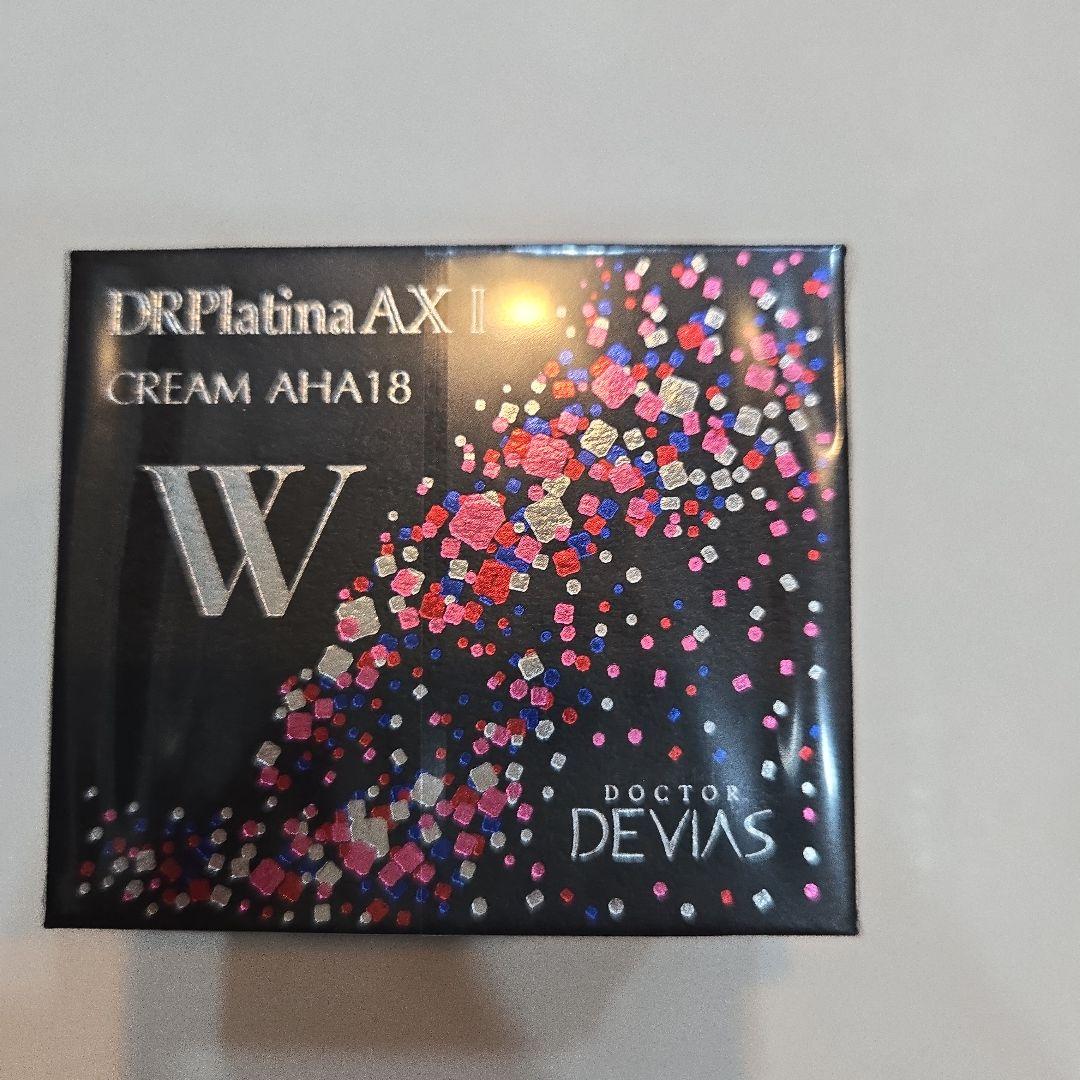 DRPlatina AX I
CREAM AHA18
W
DOCTOR
DEVIAS